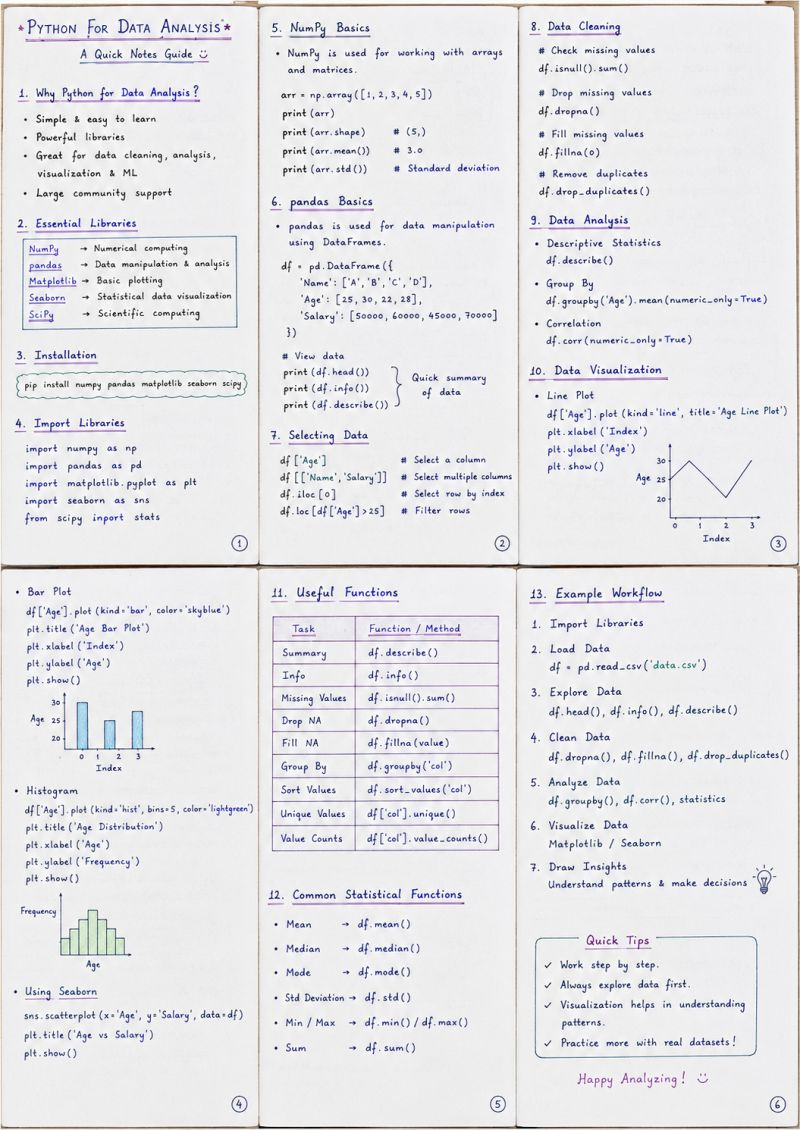 *PYTHON FOR DATA ANALYSIS*
A Quick Notes Guide
1. Why Python for Data Analysis?
• Simple & easy to learn
• Powerful libraries
• Great for data cleaning, analysis,
visualization & ML
• Large community support
2. Essential Libraries
NumPy → Numerical computing
pandas → Data manipulation & analysis
Matplotlib → Basic plotting
Seaborn → Statistical data visualization
SciPy → Scientific computing
3. Installation
pip install numpy pandas matplotlib seaborn scipy
4. Import Libraries
import numpy as np
import pandas as pd
import matplotlib.pyplot as plt
import seaborn as sns
from scipy inport stats
1
5. NumPy Basics
• NumPy is used for working with arrays
and matrices.
arr = np.array([1, 2, 3, 4, 5])
print (arr)
print (arr.shape) # (5,)
print (arr.mean()) # 3.0
print (arr.std()) # Standard deviation
6. pandas Basics
• pandas is used for data manipulation
using DataFrames.
df = pd.DataFrame({
'Name': ['A', 'B', 'C', 'D'],
'Age': [25, 30, 22, 28],
'Salary': [50000, 60000, 45000, 70000]
})
# View data
print (df.head())
print (df.info())
print (df.describe())
Quick summary
of data
7. Selecting Data
df ['Age'] # Select a column
df [['Name', 'Salary']] # Select multiple columns
df.iloc[0] # Select row by index
df.loc[df['Age']>25] # Filter rows
2
8. Data Cleaning
# Check missing values
df.isnull().sum()
# Drop missing values
df.dropna()
# Fill missing values
df.fillna(0)
# Remove duplicates
df.drop_duplicates()
9. Data Analysis
• Descriptive Statistics
df.describe()
• Group By
df.groupby('Age').mean(numeric_only=True)
• Correlation
df.corr(numeric_only=True)
10. Data Visualization
• Line Plot
df['Age'].plot (kind='line', title='Age Line Plot')
plt.xlabel ('Index')
plt.ylabel ('Age')
plt.show()
30
Age 25
20
0 1 2 3
Index
3
• Bar Plot
df['Age'].plot (kind='bar', color='skyblue')
plt.title ('Age Bar Plot')
plt.xlabel ('Index')
plt.ylabel ('Age')
plt.show()
30
Age 25
20
0 1 2 3
Index
• Histogram
df['Age'].plot (kind='hist', bins=5, color='lightgreen')
plt.title ('Age Distribution')
plt.xlabel ('Age')
plt.ylabel ('Frequency')
plt.show()
Frequency
Age
• Using Seaborn
sns.scatterplot (x='Age', y='Salary', data=df)
plt.title ('Age vs Salary')
plt.show()
4
11. Useful Functions
Task Function / Method
Summary df.describe()
Info df.info()
Missing Values df.isnull().sum()
Drop NA df.dropna()
Fill NA df.fillna(value)
Group By df.groupby('col')
Sort Values df.sort_values('col')
Unique Values df['col'].unique()
Value Counts df['col'].value_counts()
12. Common Statistical Functions
• Mean → df.mean()
• Median → df.median()
• Mode → df.mode()
• Std Deviation → df.std()
• Min / Max → df.min() / df.max()
• Sum → df.sum()
5
13. Example Workflow
1. Import Libraries
2. Load Data
df = pd.read_csv('data.csv')
3. Explore Data
df.head(), df.info(), df.describe()
4. Clean Data
df.dropna(), df.fillna(), df.drop_duplicates()
5. Analyze Data
df.groupby(), df.corr(), statistics
6. Visualize Data
Matplotlib / Seaborn
7. Draw Insights
Understand patterns & make decisions
Quick Tips
✓ Work step by step.
✓ Always explore data first.
✓ Visualization helps in understanding
patterns.
✓ Practice more with real datasets!
Happy Analyzing!
6